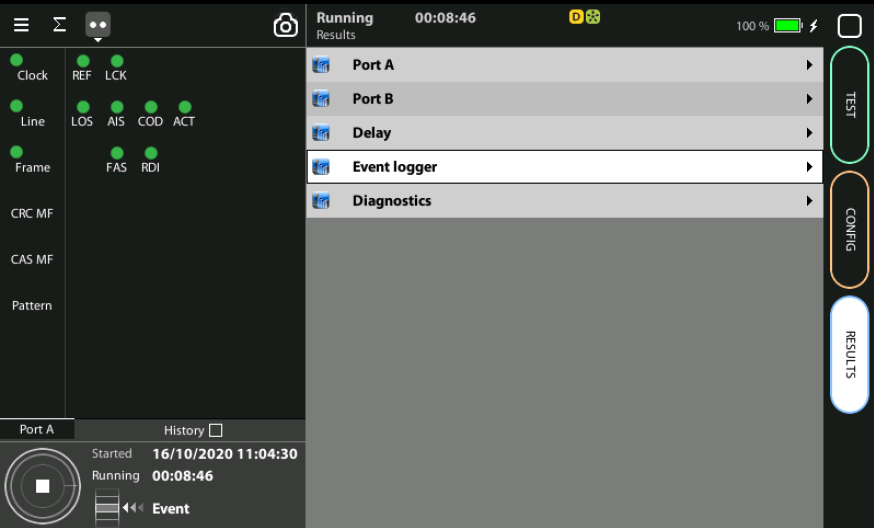 Σ
Running 00:08:46
Results
D
100 %
Clock REF LCK
Line LOS AIS COD ACT
Frame FAS RDI
CRC MF
CAS MF
Pattern
Port A History
Started 16/10/2020 11:04:30
Running 00:08:46
Event
Port A
Port B
Delay
Event logger
Diagnostics
TEST
CONFIG
RESULTS